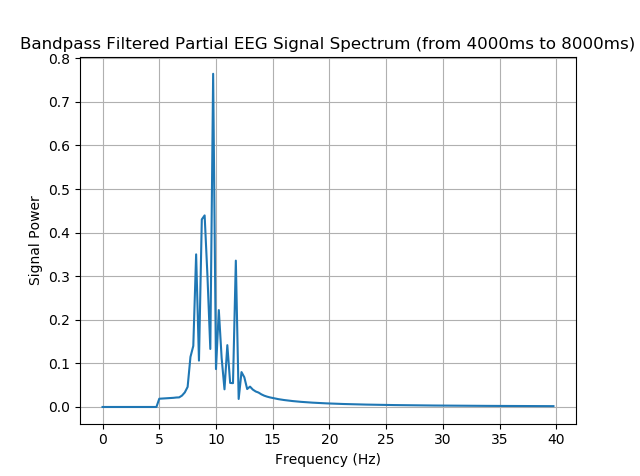 Bandpass Filtered Partial EEG Signal Spectrum (from 4000ms to 8000ms)
0.8
0.7
0.6
0.5
0.4
0.3
0.2
0.1
0.0
Signal Power
0 5 10 15 20 25 30 35 40
Frequency (Hz)